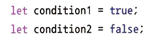 let condition1 = true;
let condition2 = false;